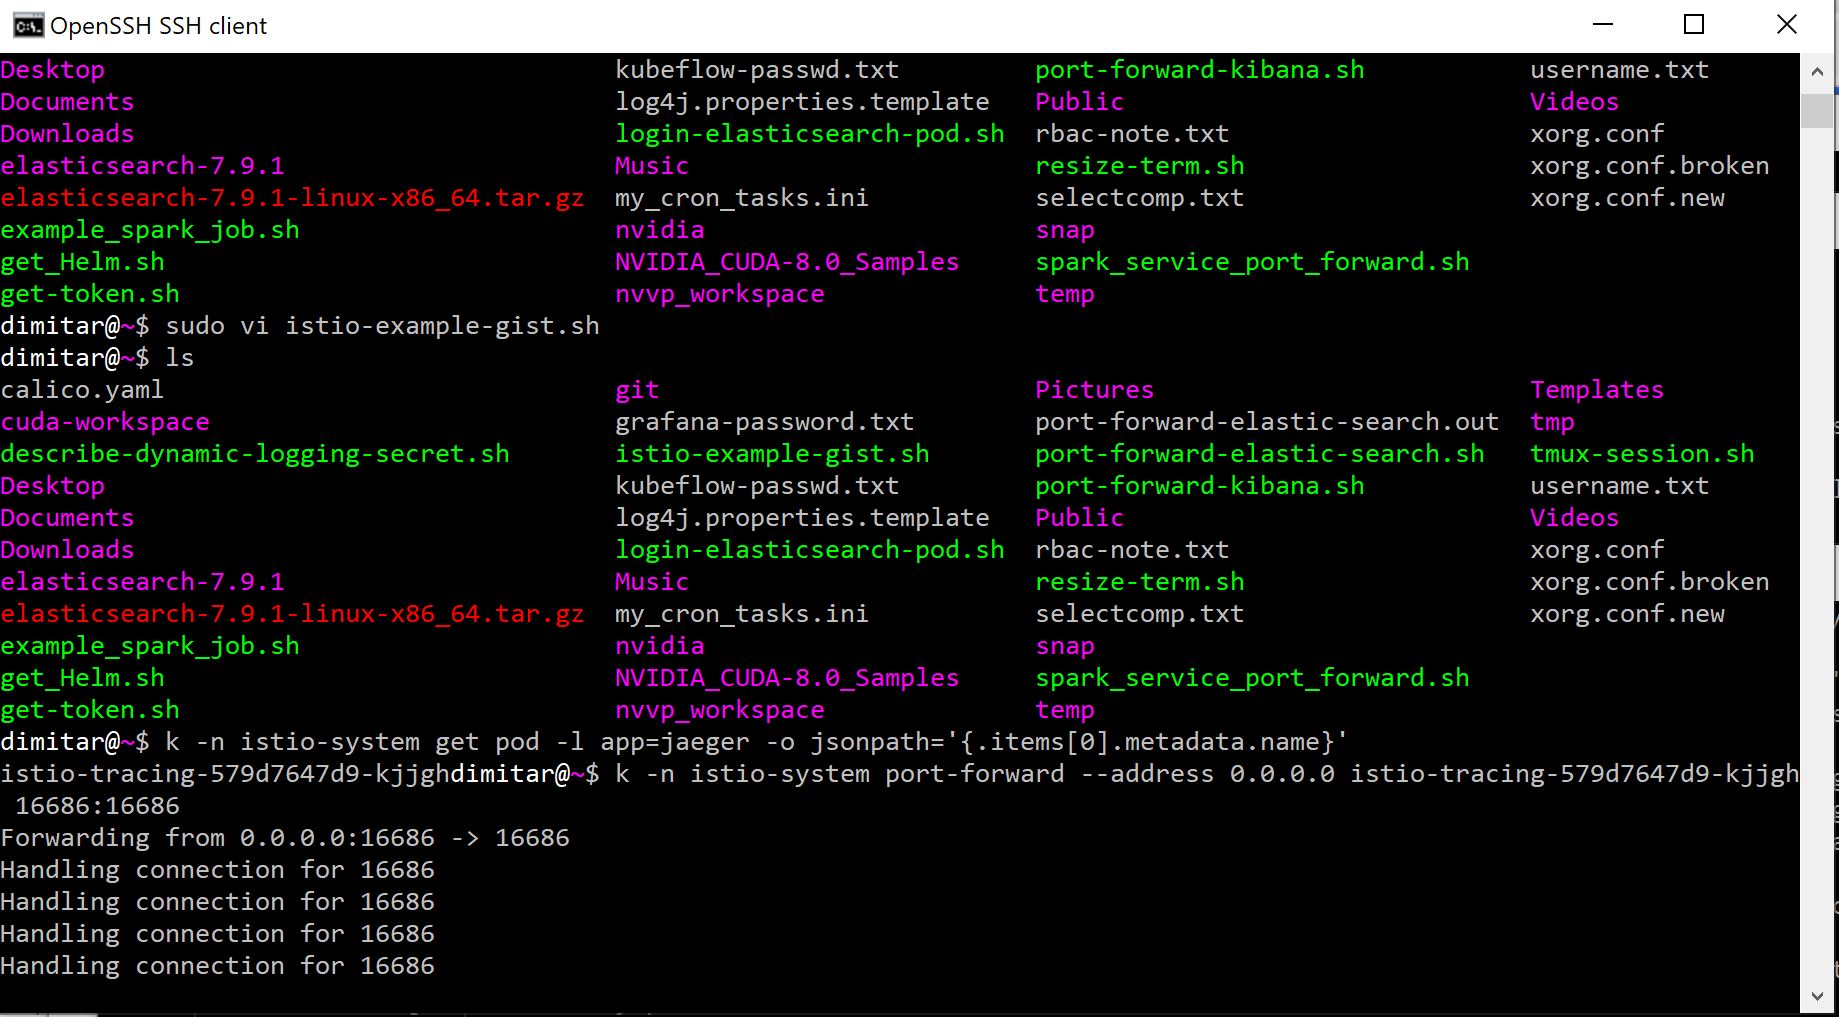 OpenSSH SSH client
Desktop kubeflow-passwd.txt port-forward-kibana.sh username.txt
Documents log4j.properties.template Public Videos
Downloads login-elasticsearch-pod.sh rbac-note.txt xorg.conf
elasticsearch-7.9.1 Music resize-term.sh xorg.conf.broken
elasticsearch-7.9.1-linux-x86_64.tar.gz my_cron_tasks.ini selectcomp.txt xorg.conf.new
example_spark_job.sh nvidia snap
get_Helm.sh NVIDIA_CUDA-8.0_Samples spark_service_port_forward.sh
get-token.sh nvvp_workspace temp
dimitar@~$ sudo vi istio-example-gist.sh
dimitar@~$ ls
calico.yaml git Pictures Templates
cuda-workspace grafana-password.txt port-forward-elastic-search.out tmp
describe-dynamic-logging-secret.sh istio-example-gist.sh port-forward-elastic-search.sh tmux-session.sh
Desktop kubeflow-passwd.txt port-forward-kibana.sh username.txt
Documents log4j.properties.template Public Videos
Downloads login-elasticsearch-pod.sh rbac-note.txt xorg.conf
elasticsearch-7.9.1 Music resize-term.sh xorg.conf.broken
elasticsearch-7.9.1-linux-x86_64.tar.gz my_cron_tasks.ini selectcomp.txt xorg.conf.new
example_spark_job.sh nvidia snap
get_Helm.sh NVIDIA_CUDA-8.0_Samples spark_service_port_forward.sh
get-token.sh nvvp_workspace temp
dimitar@~$ k -n istio-system get pod -l app=jaeger -o jsonpath='{.items[0].metadata.name}'
istio-tracing-579d7647d9-kjjghdimitar@~$ k -n istio-system port-forward --address 0.0.0.0 istio-tracing-579d7647d9-kjjgh
16686:16686
Forwarding from 0.0.0.0:16686 -> 16686
Handling connection for 16686
Handling connection for 16686
Handling connection for 16686
Handling connection for 16686